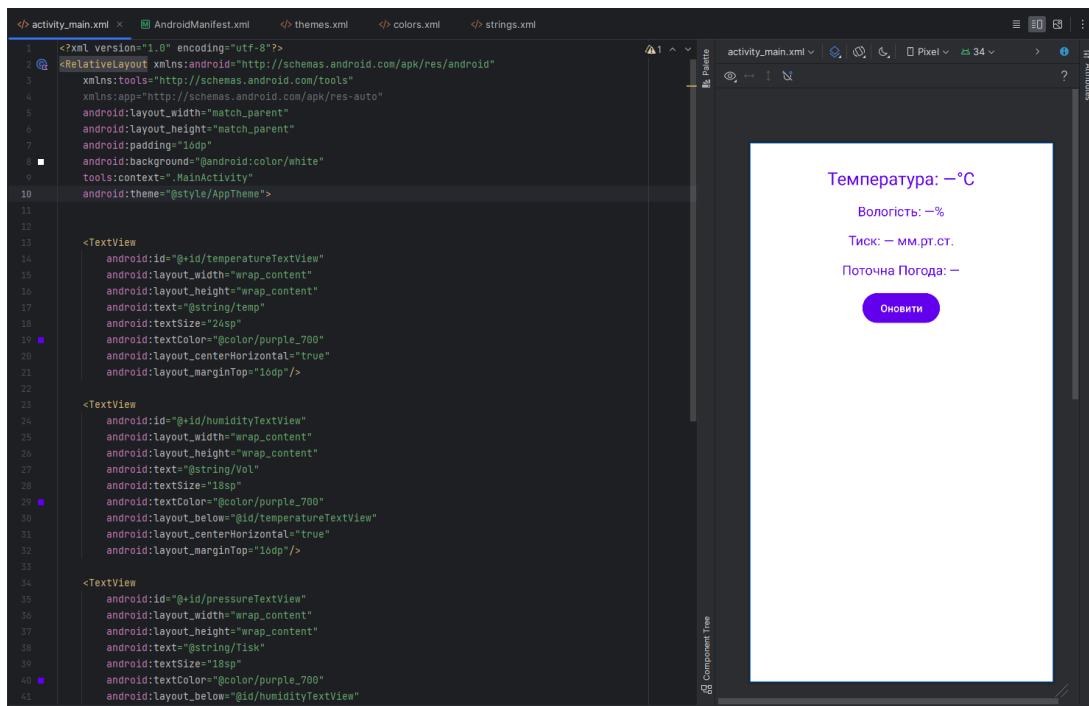 activity_main.xml × AndroidManifest.xml themes.xml colors.xml strings.xml
1 <?xml version="1.0" encoding="utf-8"?>
2 <RelativeLayout xmlns:android="http://schemas.android.com/apk/res/android"
3 xmlns:tools="http://schemas.android.com/tools"
4 xmlns:app="http://schemas.android.com/apk/res-auto"
5 android:layout_width="match_parent"
6 android:layout_height="match_parent"
7 android:padding="16dp"
8 android:background="@android:color/white"
9 tools:context=".MainActivity"
10 android:theme="@style/AppTheme">
11
12
13 <TextView
14 android:id="@+id/temperatureTextView"
15 android:layout_width="wrap_content"
16 android:layout_height="wrap_content"
17 android:text="@string/temp"
18 android:textSize="24sp"
19 android:textColor="@color/purple_700"
20 android:layout_centerHorizontal="true"
21 android:layout_marginTop="16dp"/>
22
23 <TextView
24 android:id="@+id/humidityTextView"
25 android:layout_width="wrap_content"
26 android:layout_height="wrap_content"
27 android:text="@string/Vol"
28 android:textSize="18sp"
29 android:textColor="@color/purple_700"
30 android:layout_below="@id/temperatureTextView"
31 android:layout_centerHorizontal="true"
32 android:layout_marginTop="16dp"/>
33
34 <TextView
35 android:id="@+id/pressureTextView"
36 android:layout_width="wrap_content"
37 android:layout_height="wrap_content"
38 android:text="@string/Tisk"
39 android:textSize="18sp"
40 android:textColor="@color/purple_700"
41 android:layout_below="@id/humidityTextView"
1
Palette
Component Tree
activity_main.xml Pixel 34
?
Attributes
Температура: —°C
Вологість: —%
Тиск: — мм.рт.ст.
Поточна Погода: —
Оновити